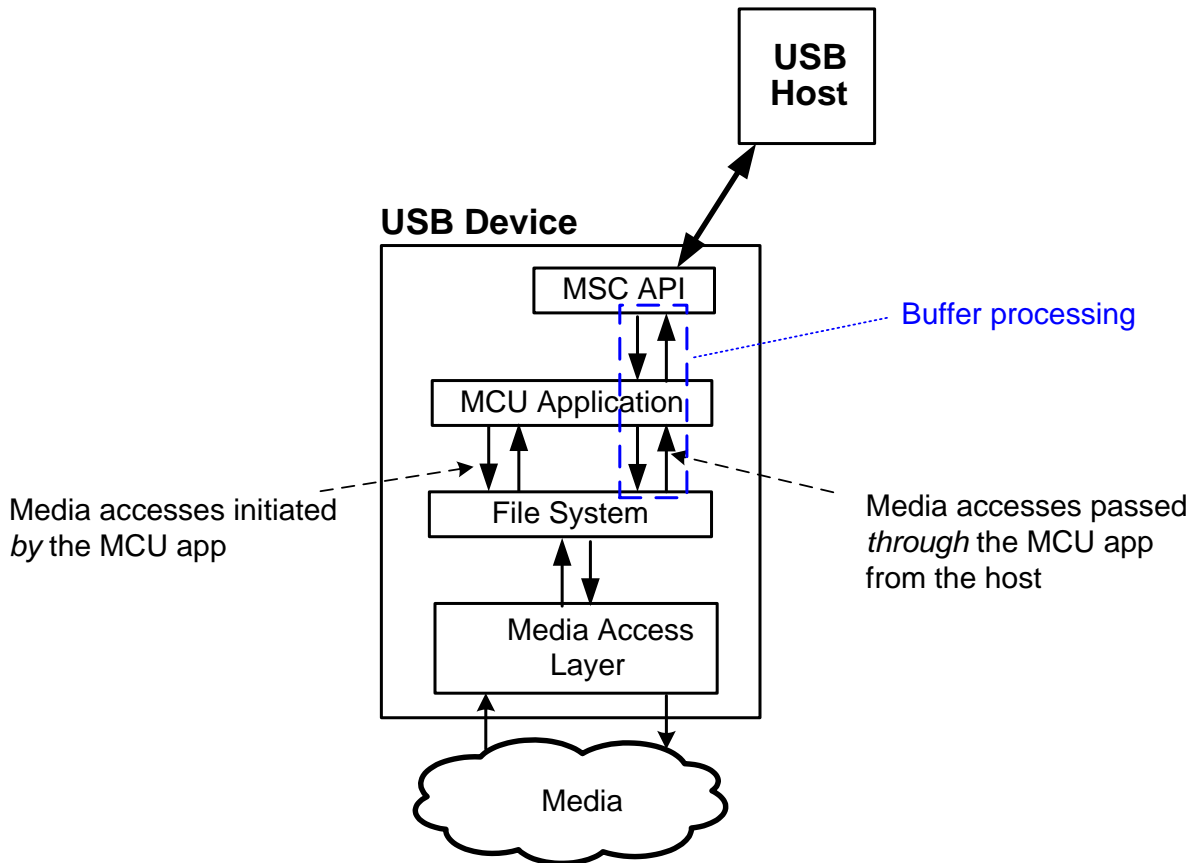 USB
Host
USB Device
MSC API
Buffer processing
MCU Application
Media accesses initiated
by the MCU app
File System
Media accesses passed
through the MCU app
from the host
Media Access
Layer
Media